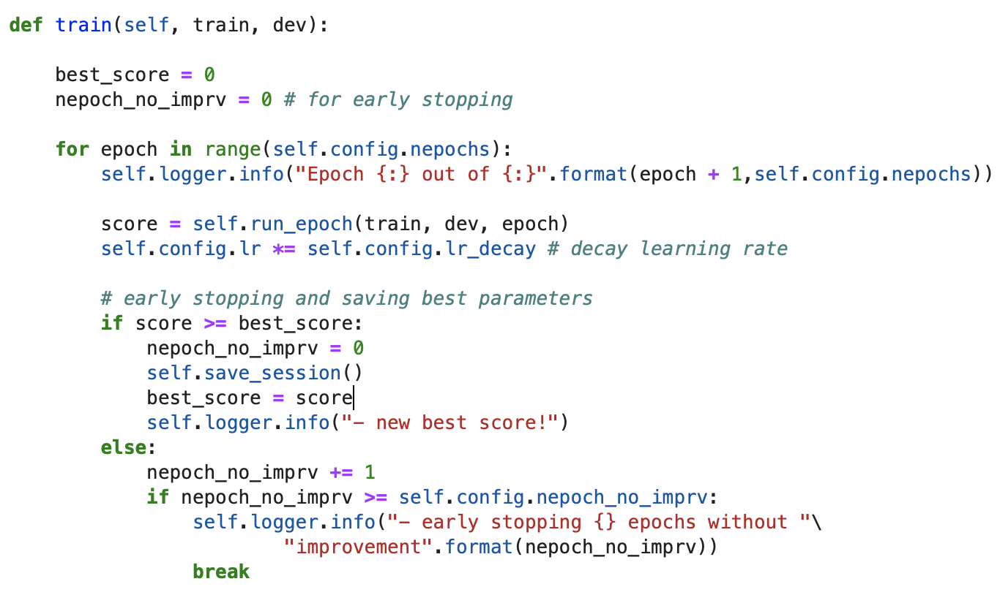 def train(self, train, dev):
best_score = 0
nepoch_no_imprv = 0 # for early stopping
for epoch in range(self.config.nepochs):
self.logger.info("Epoch {:} out of {:}".format(epoch + 1,self.config.nepochs))
score = self.run_epoch(train, dev, epoch)
self.config.lr *= self.config.lr_decay # decay learning rate
# early stopping and saving best parameters
if score >= best_score:
nepoch_no_imprv = 0
self.save_session()
best_score = score
self.logger.info("- new best score!")
else:
nepoch_no_imprv += 1
if nepoch_no_imprv >= self.config.nepoch_no_imprv:
self.logger.info("- early stopping {} epochs without "\
"improvement".format(nepoch_no_imprv))
break